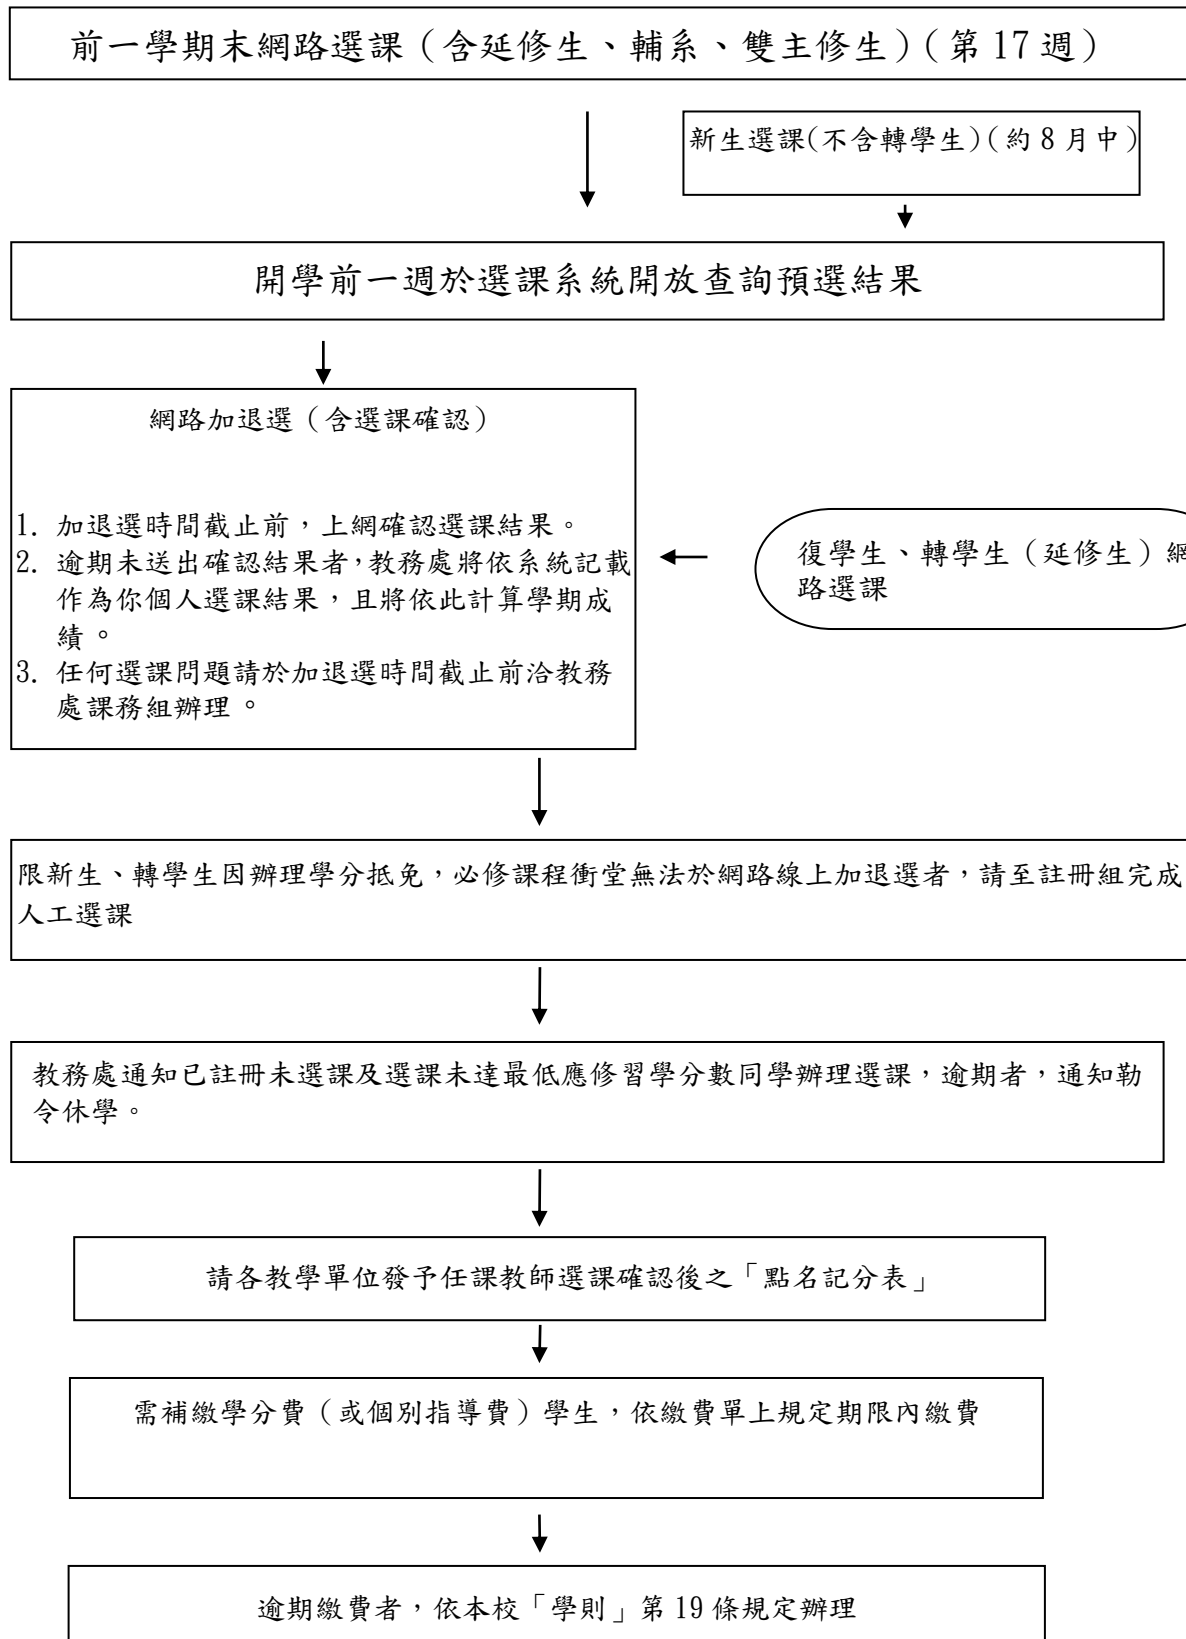 前一學期末網路選課（含延修生、輔系、雙主修生）（第 17 週）
新生選課(不含轉學生)（約 8 月中）
開學前一週於選課系統開放查詢預選結果
網路加退選（含選課確認）
1. 加退選時間截止前，上網確認選課結果。
2. 逾期未送出確認結果者，教務處將依系統記載
作為你個人選課結果，且將依此計算學期成
績。
3. 任何選課問題請於加退選時間截止前洽教務
處課務組辦理。
復學生、轉學生（延修生）網
路選課
限新生、轉學生因辦理學分抵免，必修課程衝堂無法於網路線上加退選者，請至註冊組完成
人工選課
教務處通知已註冊未選課及選課未達最低應修習學分數同學辦理選課，逾期者，通知勒
令休學。
請各教學單位發予任課教師選課確認後之「點名記分表」
需補繳學分費（或個別指導費）學生，依繳費單上規定期限內繳費
逾期繳費者，依本校「學則」第 19 條規定辦理